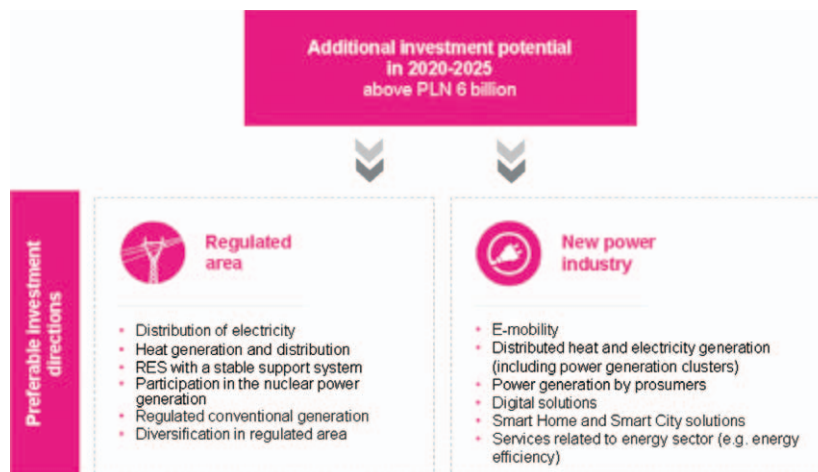 Additional investment potential
in 2020-2025
above PLN 6 billion
Preferable investment
directions
Regulated
area
• Distribution of electricity
• Heat generation and distribution
• RES with a stable support system
• Participation in the nuclear power
generation
• Regulated conventional generation
• Diversification in regulated area
New power
industry
• E-mobility
• Distributed heat and electricity generation
(including power generation clusters)
• Power generation by prosumers
• Digital solutions
• Smart Home and Smart City solutions
• Services related to energy sector (e.g. energy
efficiency)